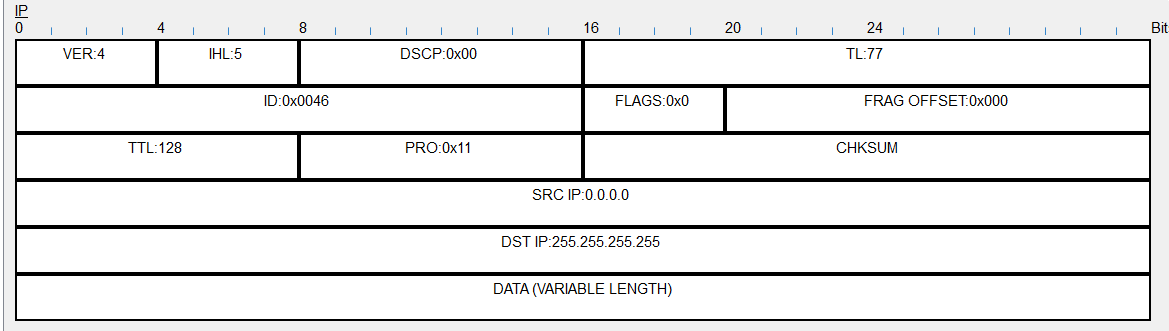 IP
0 4 8 16 20 24 Bit
VER:4 IHL:5 DSCP:0x00 TL:77
ID:0x0046 FLAGS:0x0 FRAG OFFSET:0x000
TTL:128 PRO:0x11 CHKSUM
SRC IP:0.0.0.0
DST IP:255.255.255.255
DATA (VARIABLE LENGTH)